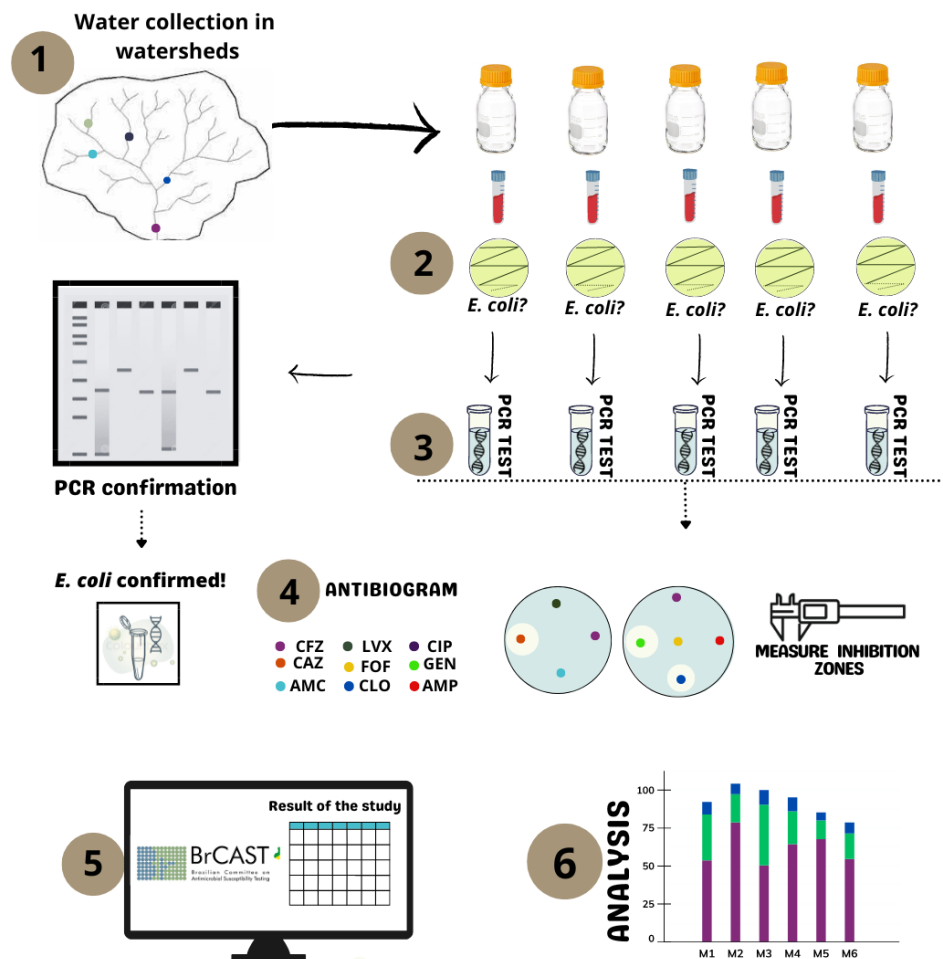 Water collection in
watersheds
1
2
E. coli?
E. coli?
E. coli?
E. coli?
E. coli?
3
PCR TEST
PCR TEST
PCR TEST
PCR TEST
PCR TEST
PCR confirmation
E. coli confirmed!
4
ANTIBIOGRAM
CFZ
LVX
CIP
CAZ
FOF
GEN
AMC
CLO
AMP
MEASURE INHIBITION
ZONES
5
Result of the study
BrCAST
Brazilian Committee on
Antimicrobial Susceptibility Testing
6
ANALYSIS
100
75
50
25
0
M1
M2
M3
M4
M5
M6